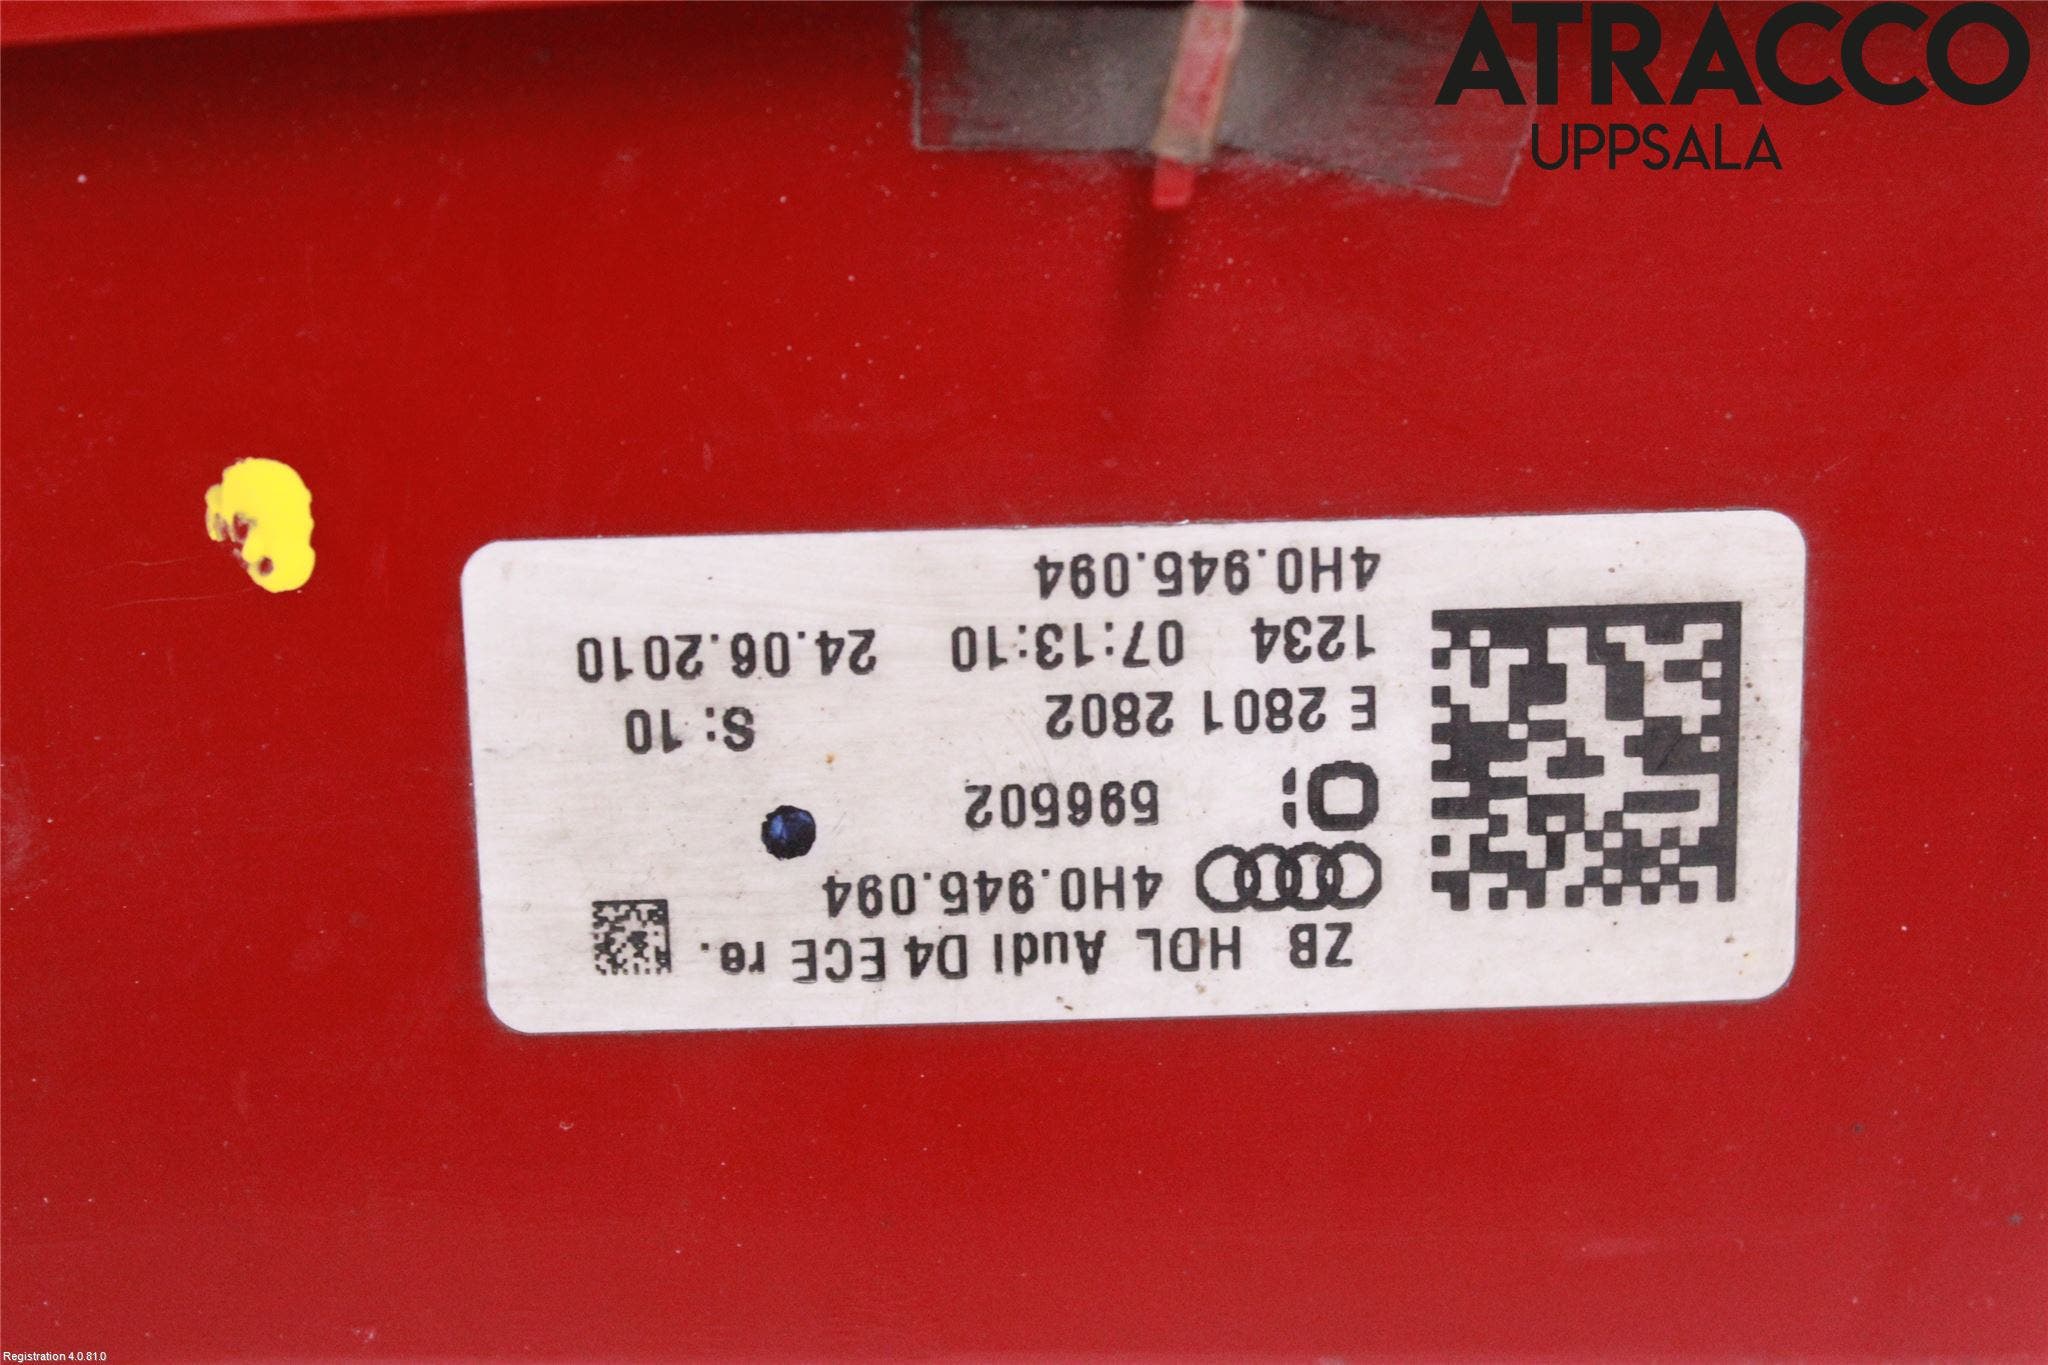 ATRACCO
UPPSALA
ZB HDL Audi D4 ECE re.
4H0.945.094
596502
E 2801 2802 S: 10
1234 07:13:10 24.06.2010
4H0.945.094
Registration 4.0.81.0